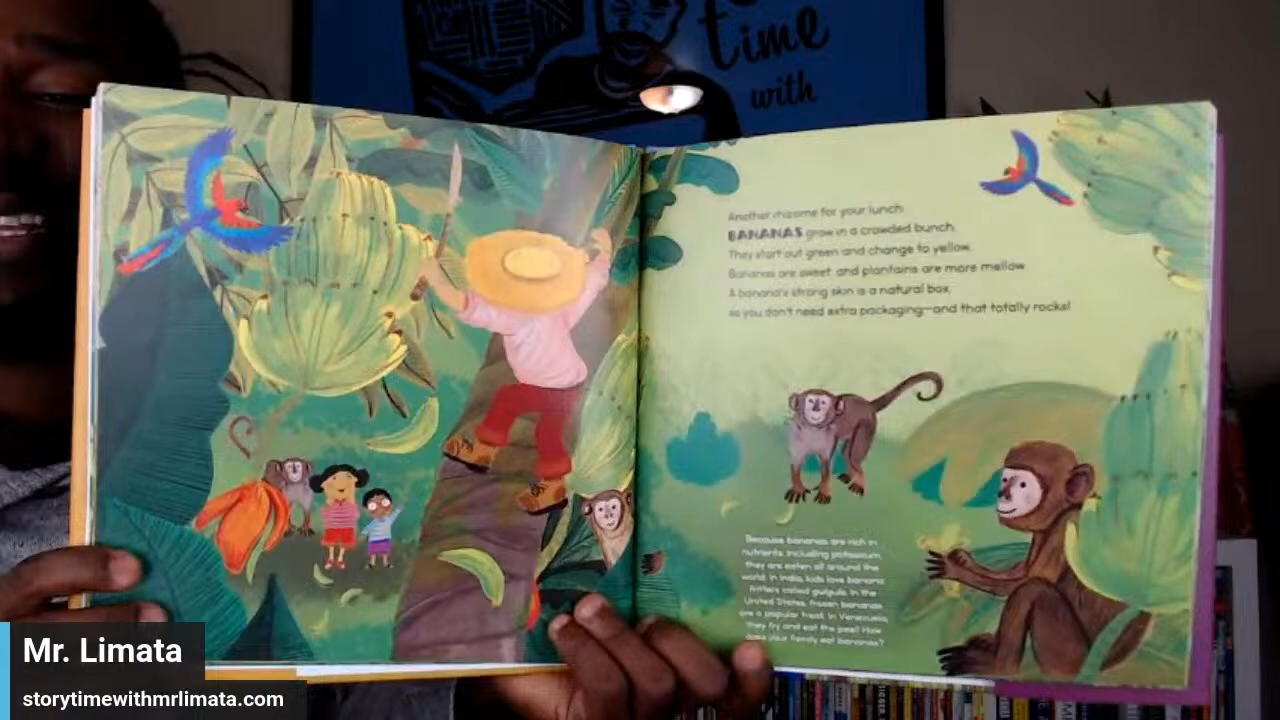 time
with
Another rhizome for your lunch:
BANANAS grow in a crowded bunch.
They start out green and change to yellow.
Bananas are sweet, and plantains are more mellow.
A banana's strong skin is a natural box,
so you don't need extra packaging—and that totally rocks!
Because bananas are rich in
nutrients, including potassium,
they are eaten all around the
world. In India, kids love banana
fritters called gulgula. In the
United States, frozen bananas
are a popular treat. In Venezuela,
they fry and eat the peel! How
does your family eat bananas?
Mr. Limata
storytimewithmrlimata.com